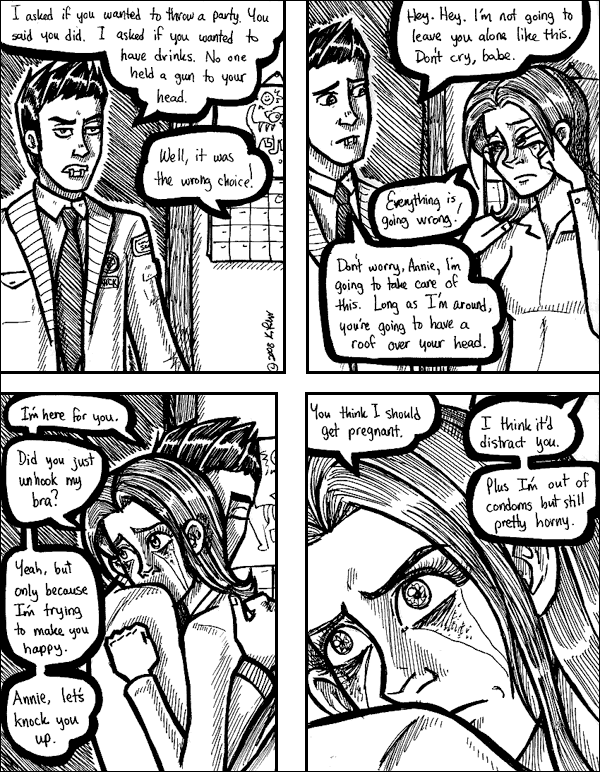 I asked if you wanted to throw a party. You
said you did. I asked if you wanted to
have drinks. No one
held a gun to your
head.
Well, it was
the wrong choice!
© 2008 K. Row
Hey. Hey. I'm not going to
leave you alone like this.
Don't cry, babe.
Everything is
going wrong.
Don't worry, Annie, I'm
going to take care of
this. Long as I'm around,
you're going to have a
roof over your head.
I'm here for you.
Did you just
unhook my
bra?
Yeah, but
only because
I'm trying
to make you
happy.
Annie, let's
knock you
up.
You think I should
get pregnant.
I think it'd
distract you.
Plus I'm out of
condoms but still
pretty horny.